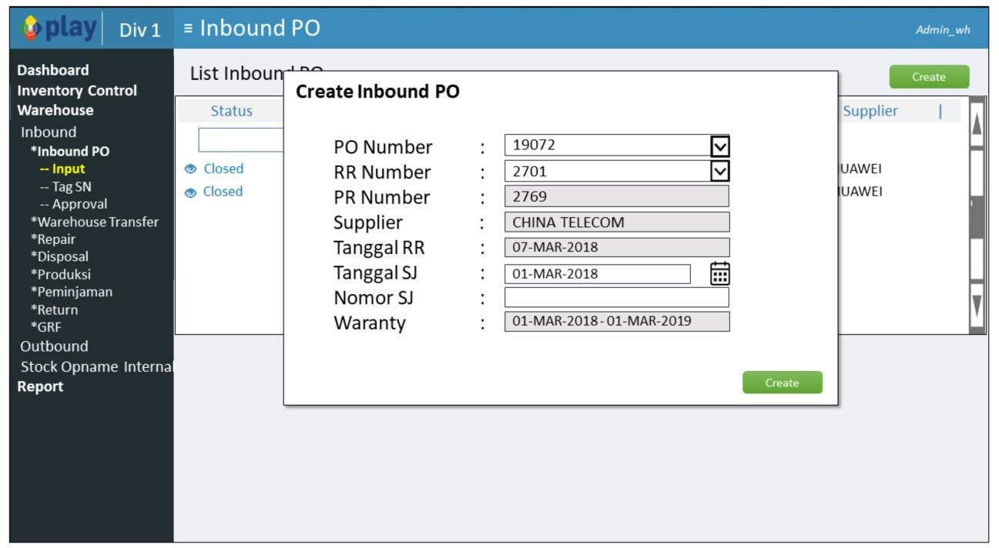 play Div 1 ≡ Inbound PO Admin_wh
Dashboard
Inventory Control
Warehouse
Inbound
*Inbound PO
-- Input
-- Tag SN
-- Approval
*Warehouse Transfer
*Repair
*Disposal
*Produksi
*Peminjaman
*Return
*GRF
Outbound
Stock Opname Internal
Report
List Inbound PO
Create
Status Supplier |
Closed UAWEI
Closed UAWEI
Create Inbound PO
PO Number : 19072
RR Number : 2701
PR Number : 2769
Supplier : CHINA TELECOM
Tanggal RR : 07-MAR-2018
Tanggal SJ : 01-MAR-2018
Nomor SJ :
Waranty : 01-MAR-2018- 01-MAR-2019
Create